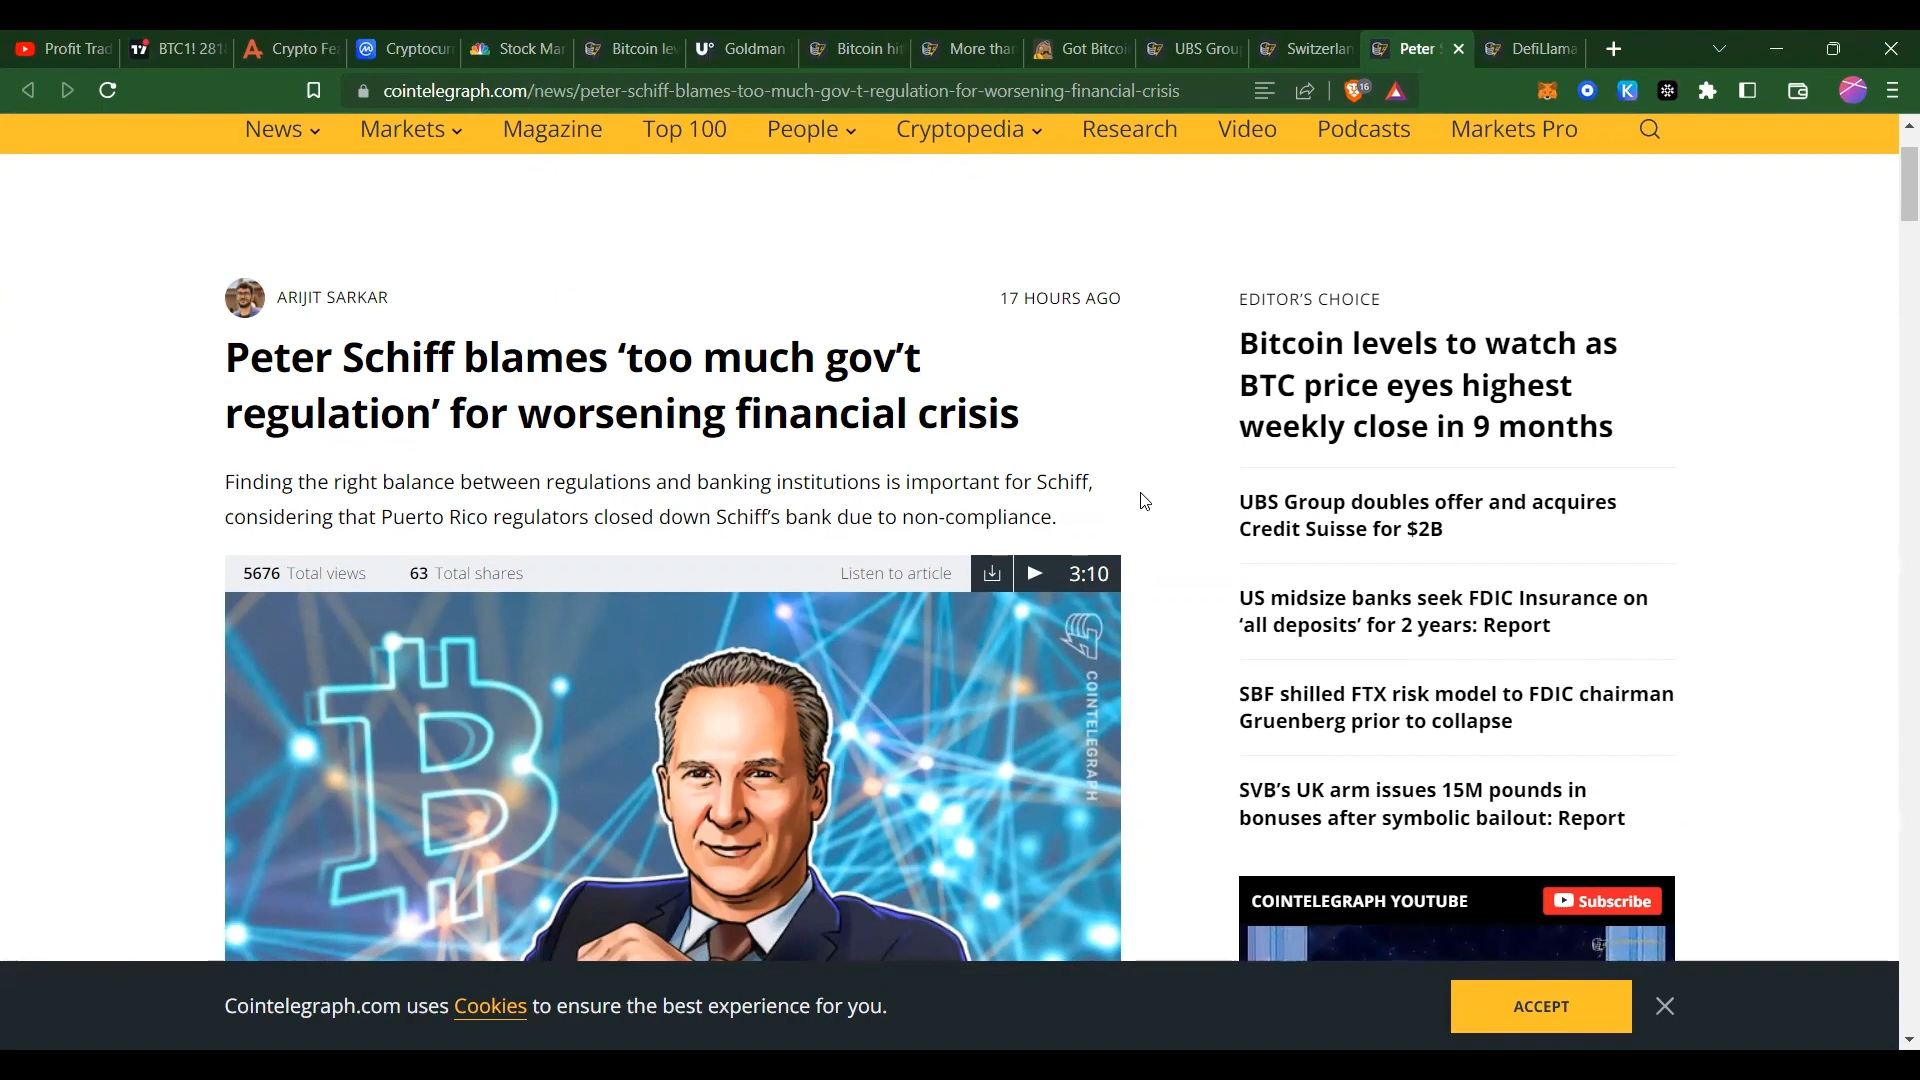 Profit Trad
BTC1! 281
Crypto Fe
Cryptocurr
Stock Mar
Bitcoin le
Goldman
Bitcoin hit
More than
Got Bitcoi
UBS Grou
Switzerlan
Peter
DefiLlama
cointelegraph.com/news/peter-schiff-blames-too-much-gov-t-regulation-for-worsening-financial-crisis
16
News
Markets
Magazine
Top 100
People
Cryptopedia
Research
Video
Podcasts
Markets Pro
ARIJIT SARKAR
17 HOURS AGO
Peter Schiff blames ‘too much gov’t
regulation’ for worsening financial crisis
Finding the right balance between regulations and banking institutions is important for Schiff,
considering that Puerto Rico regulators closed down Schiff’s bank due to non-compliance.
5676 Total views
63 Total shares
Listen to article
3:10
COINTELEGRAPH
EDITOR’S CHOICE
Bitcoin levels to watch as
BTC price eyes highest
weekly close in 9 months
UBS Group doubles offer and acquires
Credit Suisse for $2B
US midsize banks seek FDIC Insurance on
‘all deposits’ for 2 years: Report
SBF shilled FTX risk model to FDIC chairman
Gruenberg prior to collapse
SVB’s UK arm issues 15M pounds in
bonuses after symbolic bailout: Report
COINTELEGRAPH YOUTUBE
Subscribe
Cointelegraph.com uses Cookies to ensure the best experience for you.
ACCEPT